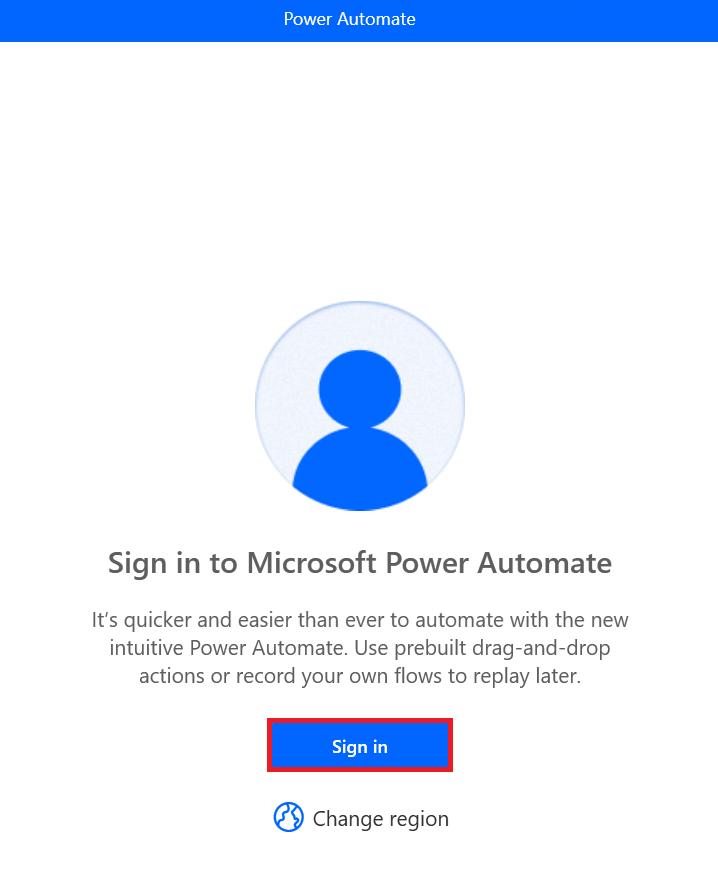 Power Automate
Sign in to Microsoft Power Automate
It’s quicker and easier than ever to automate with the new
intuitive Power Automate. Use prebuilt drag-and-drop
actions or record your own flows to replay later.
Sign in
Change region